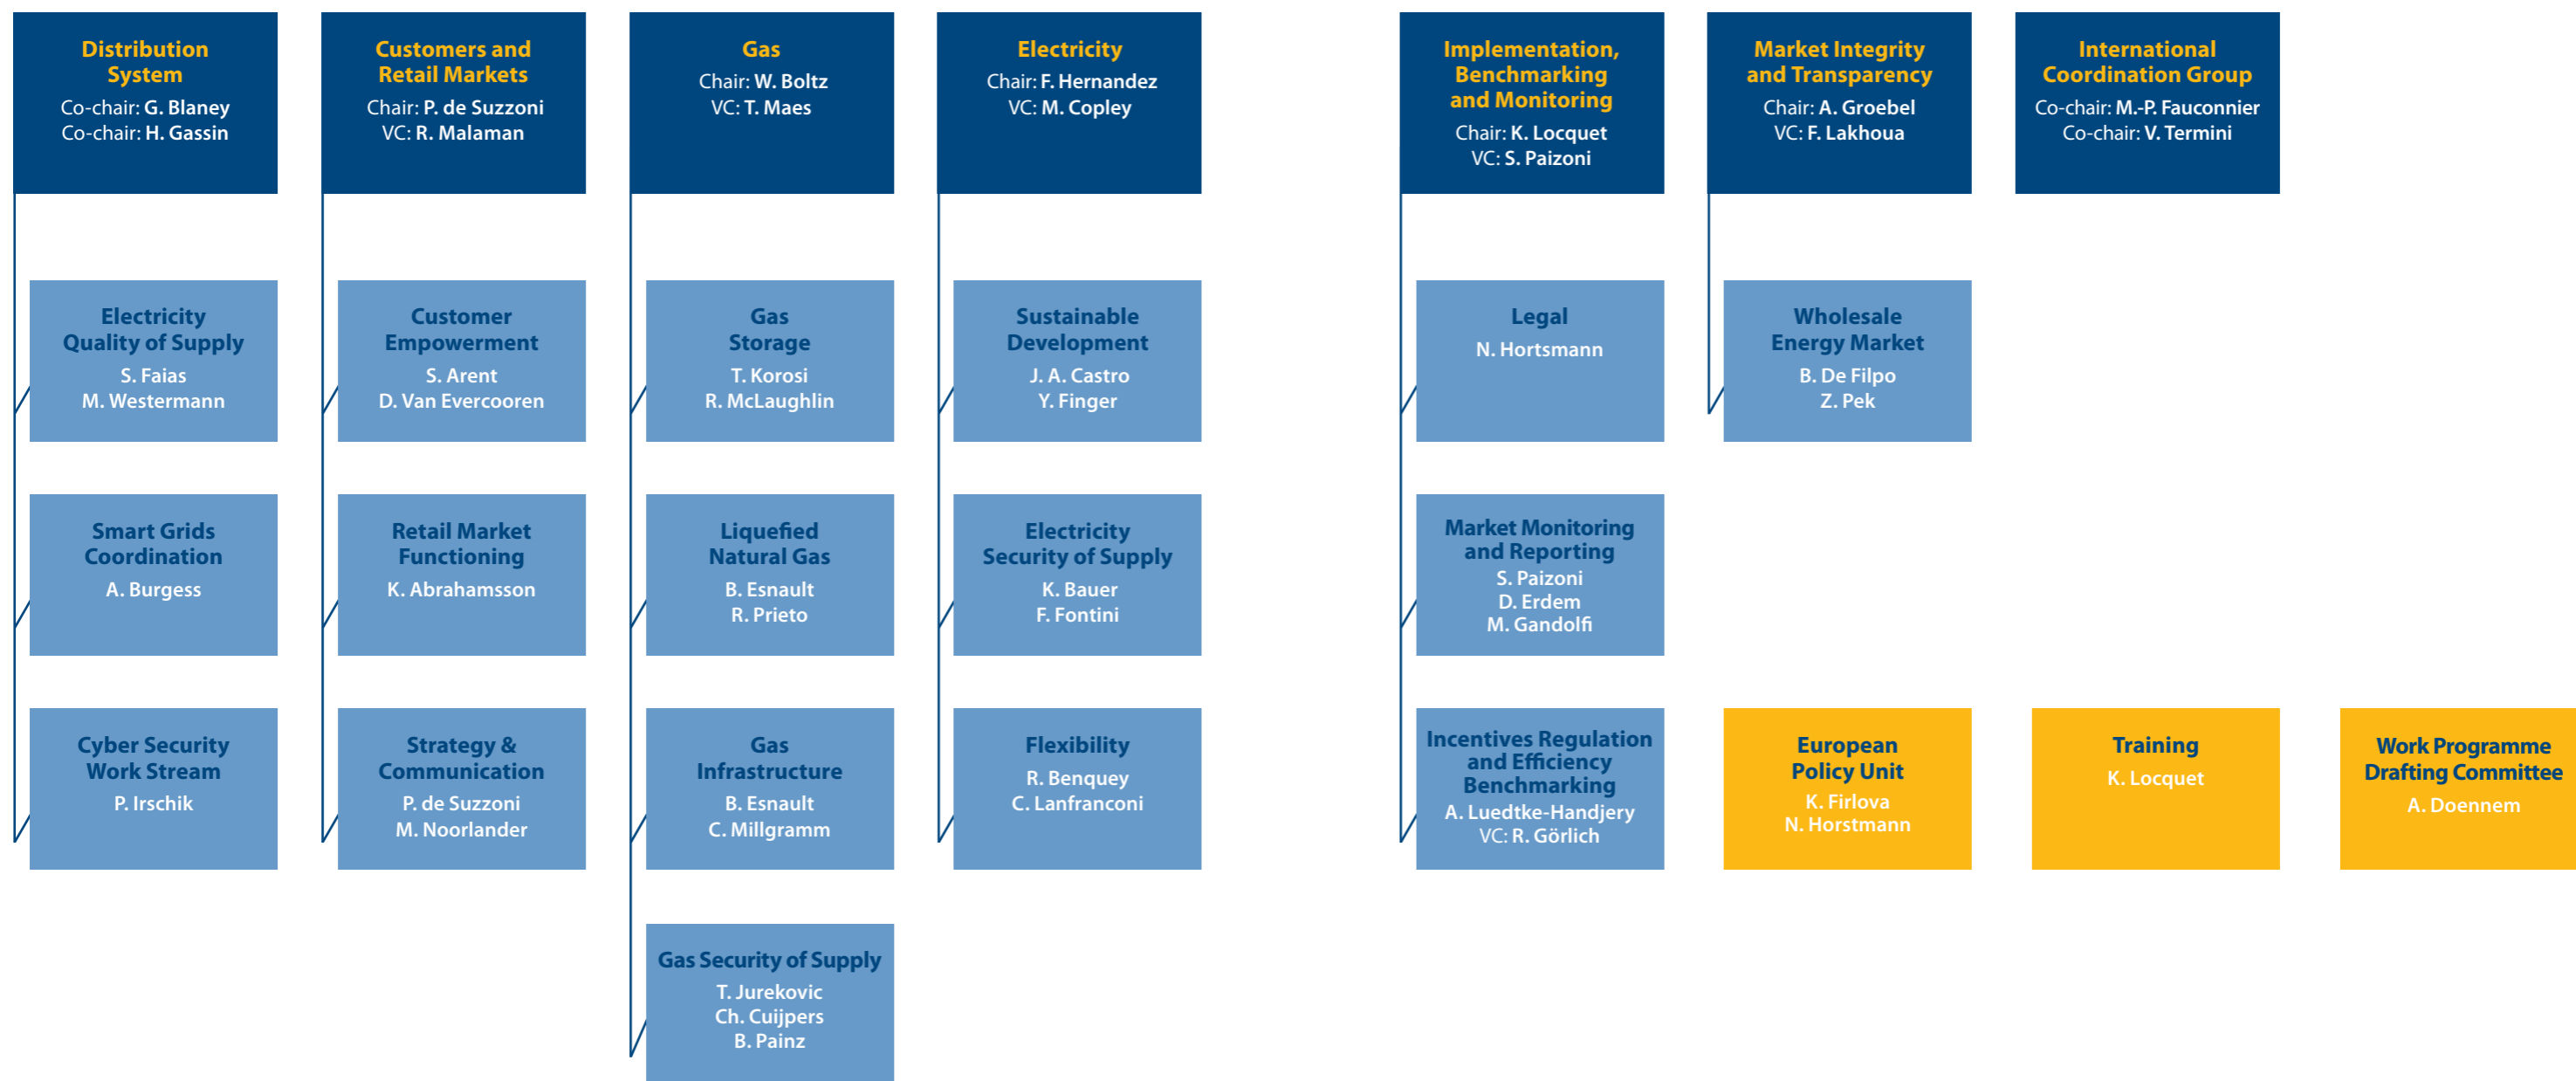 Distribution
System
Co-chair: G. Blaney
Co-chair: H. Gassin
Customers and
Retail Markets
Chair: P. de Suzzoni
VC: R. Malaman
Gas
Chair: W. Boltz
VC: T. Maes
Electricity
Chair: F. Hernandez
VC: M. Copley
Implementation,
Benchmarking
and Monitoring
Chair: K. Locquet
VC: S. Paizoni
Market Integrity
and Transparency
Chair: A. Groebel
VC: F. Lakhoua
International
Coordination Group
Co-chair: M.-P. Fauconnier
Co-chair: V. Termini
Electricity
Quality of Supply
S. Faias
M. Westermann
Customer
Empowerment
S. Arent
D. Van Evercooren
Gas
Storage
T. Korosi
R. McLaughlin
Sustainable
Development
J. A. Castro
Y. Finger
Legal
N. Hortsmann
Wholesale
Energy Market
B. De Filpo
Z. Pek
Smart Grids
Coordination
A. Burgess
Retail Market
Functioning
K. Abrahamsson
Liquefied
Natural Gas
B. Esnault
R. Prieto
Electricity
Security of Supply
K. Bauer
F. Fontini
Market Monitoring
and Reporting
S. Paizoni
D. Erdem
M. Gandolfi
Cyber Security
Work Stream
P. Irschik
Strategy &
Communication
P. de Suzzoni
M. Noorlander
Gas
Infrastructure
B. Esnault
C. Millgramm
Flexibility
R. Benquey
C. Lanfranconi
Incentives Regulation
and Efficiency
Benchmarking
A. Luedtke-Handjery
VC: R. Görlich
European
Policy Unit
K. Firlova
N. Horstmann
Training
K. Locquet
Work Programme
Drafting Committee
A. Doennem
Gas Security of Supply
T. Jurekovic
Ch. Cuijpers
B. Painz